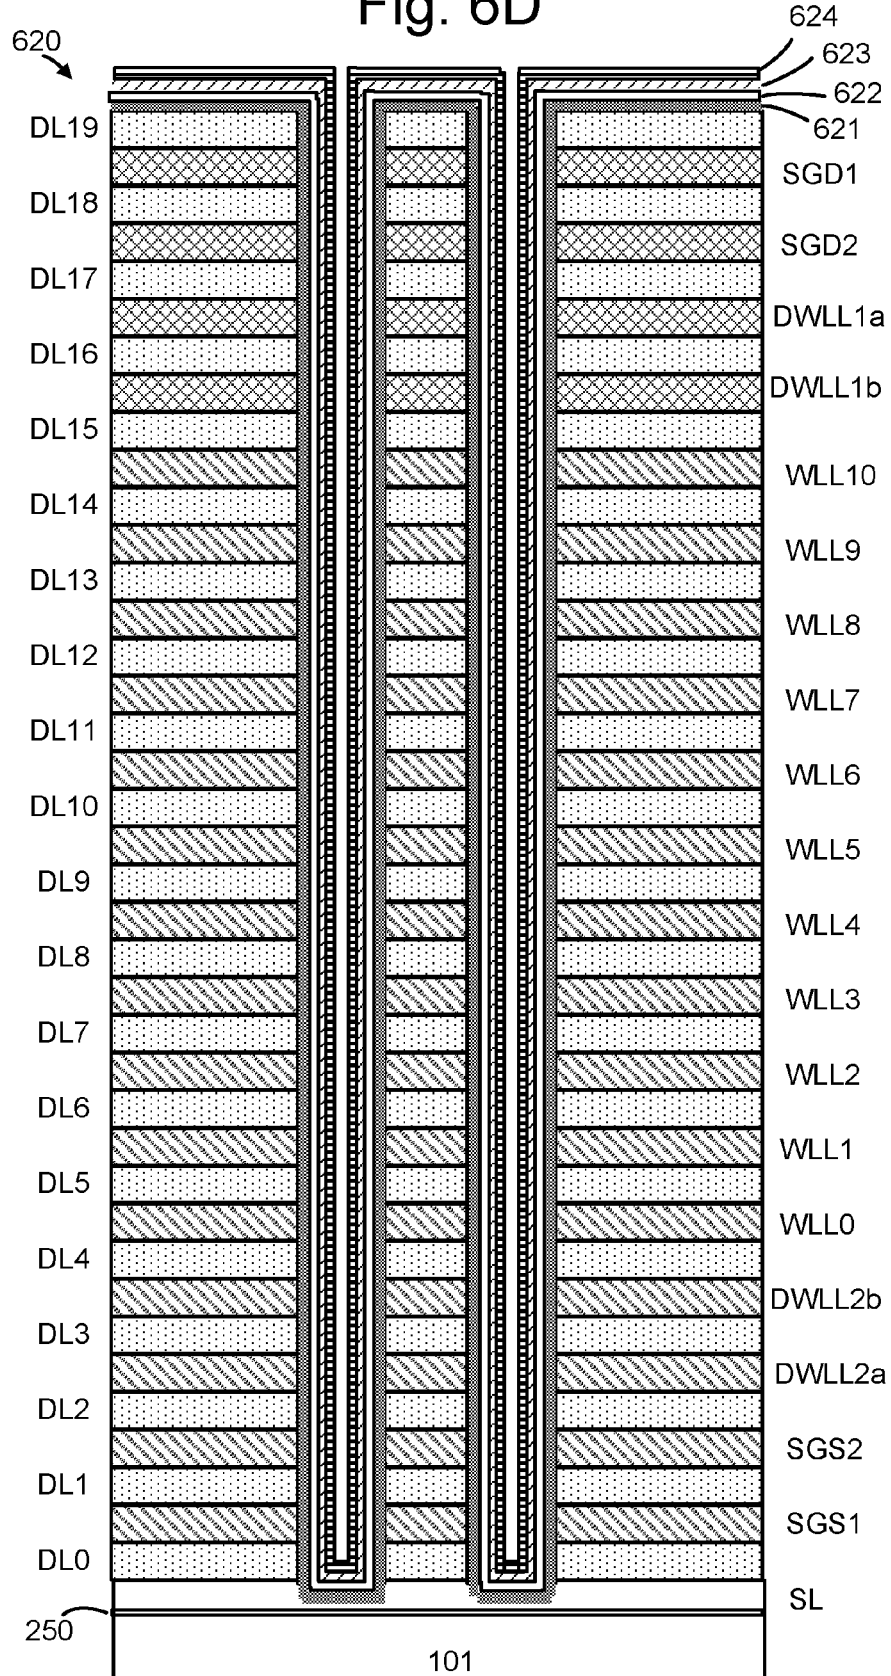 Fig. 6D
624
620
623
622
621
DL19
SGD1
DL18
SGD2
DL17
DWLL1a
DL16
DWLL1b
DL15
WLL10
DL14
WLL9
DL13
WLL8
DL12
WLL7
DL11
WLL6
DL10
WLL5
DL9
WLL4
DL8
WLL3
DL7
WLL2
DL6
WLL1
DL5
WLL0
DL4
DWLL2b
DL3
DWLL2a
DL2
SGS2
DL1
SGS1
DL0
SL
250
101